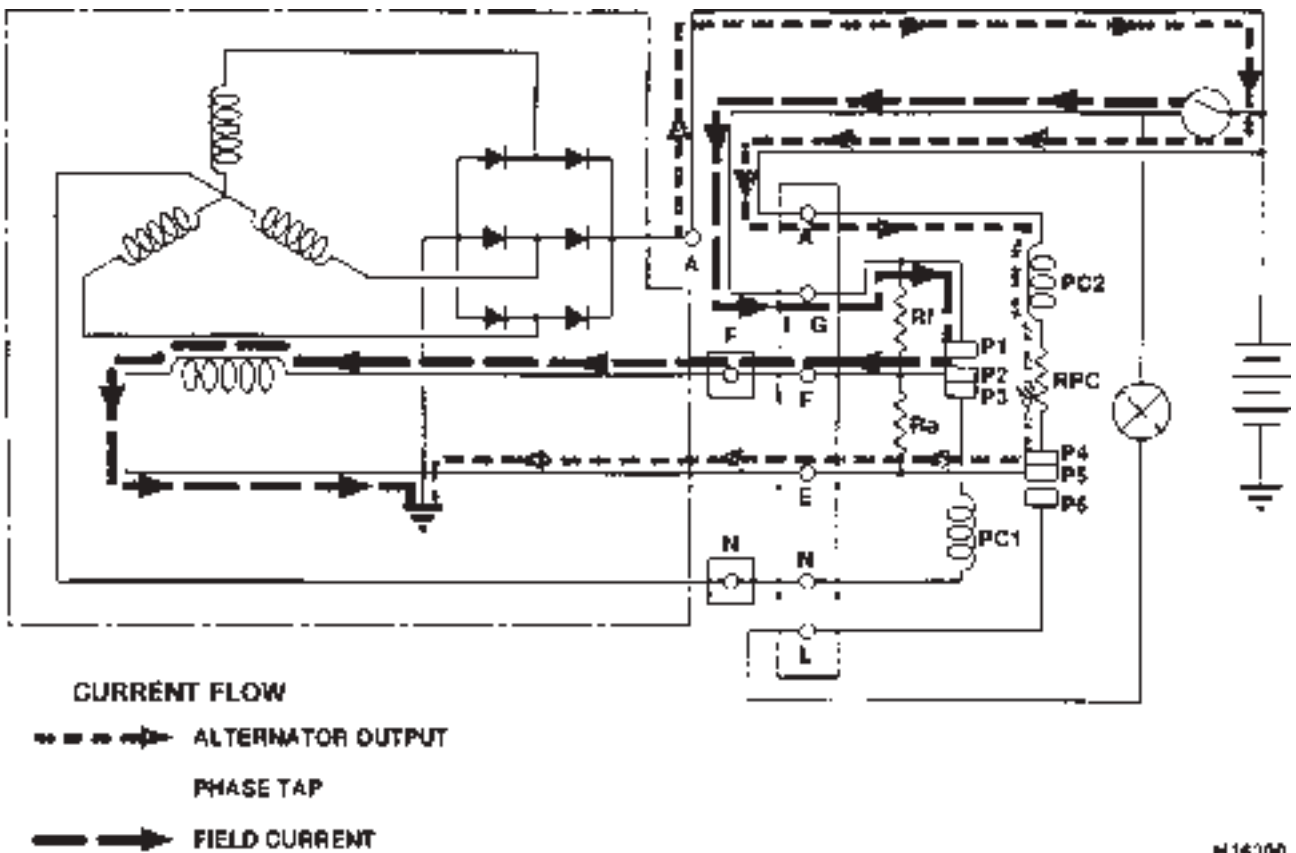 A
A
PC2
I G
Rf
P1
F
P2
RPC
P3
F
Ra
P4
P5
E
P6
PC1
N
N
L
CURRENT FLOW
ALTERNATOR OUTPUT
PHASE TAP
FIELD CURRENT